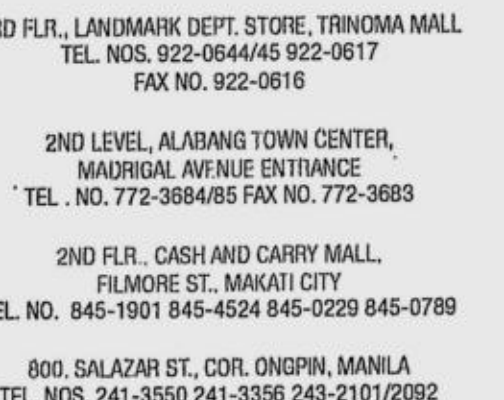 RD FLR., LANDMARK DEPT. STORE, TRINOMA MALL
TEL. NOS. 922-0644/45 922-0617
FAX NO. 922-0616
2ND LEVEL, ALABANG TOWN CENTER,
MADRIGAL AVENUE ENTRANCE
TEL . NO. 772-3684/85 FAX NO. 772-3683
2ND FLR., CASH AND CARRY MALL,
FILMORE ST., MAKATI CITY
EL. NO. 845-1901 845-4524 845-0229 845-0789
800. SALAZAR ST., COR. ONGPIN, MANILA
TEL. NOS. 241-3550 241-3356 243-2101/2092